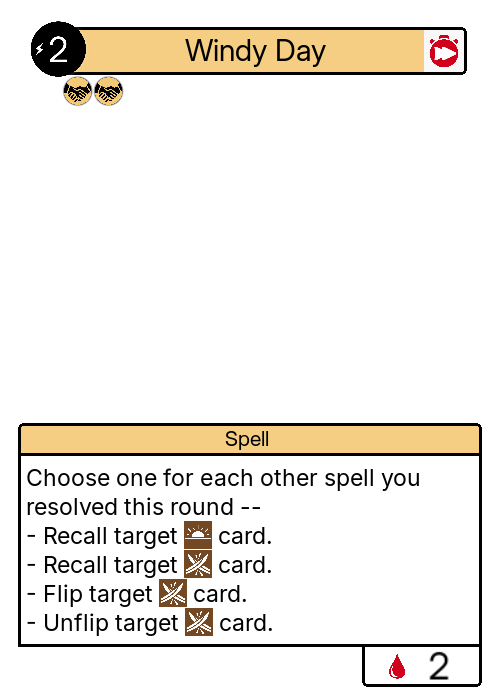 2 Windy Day
Spell
Choose one for each other spell you
resolved this round --
- Recall target card.
- Recall target card.
- Flip target card.
- Unflip target card.
2